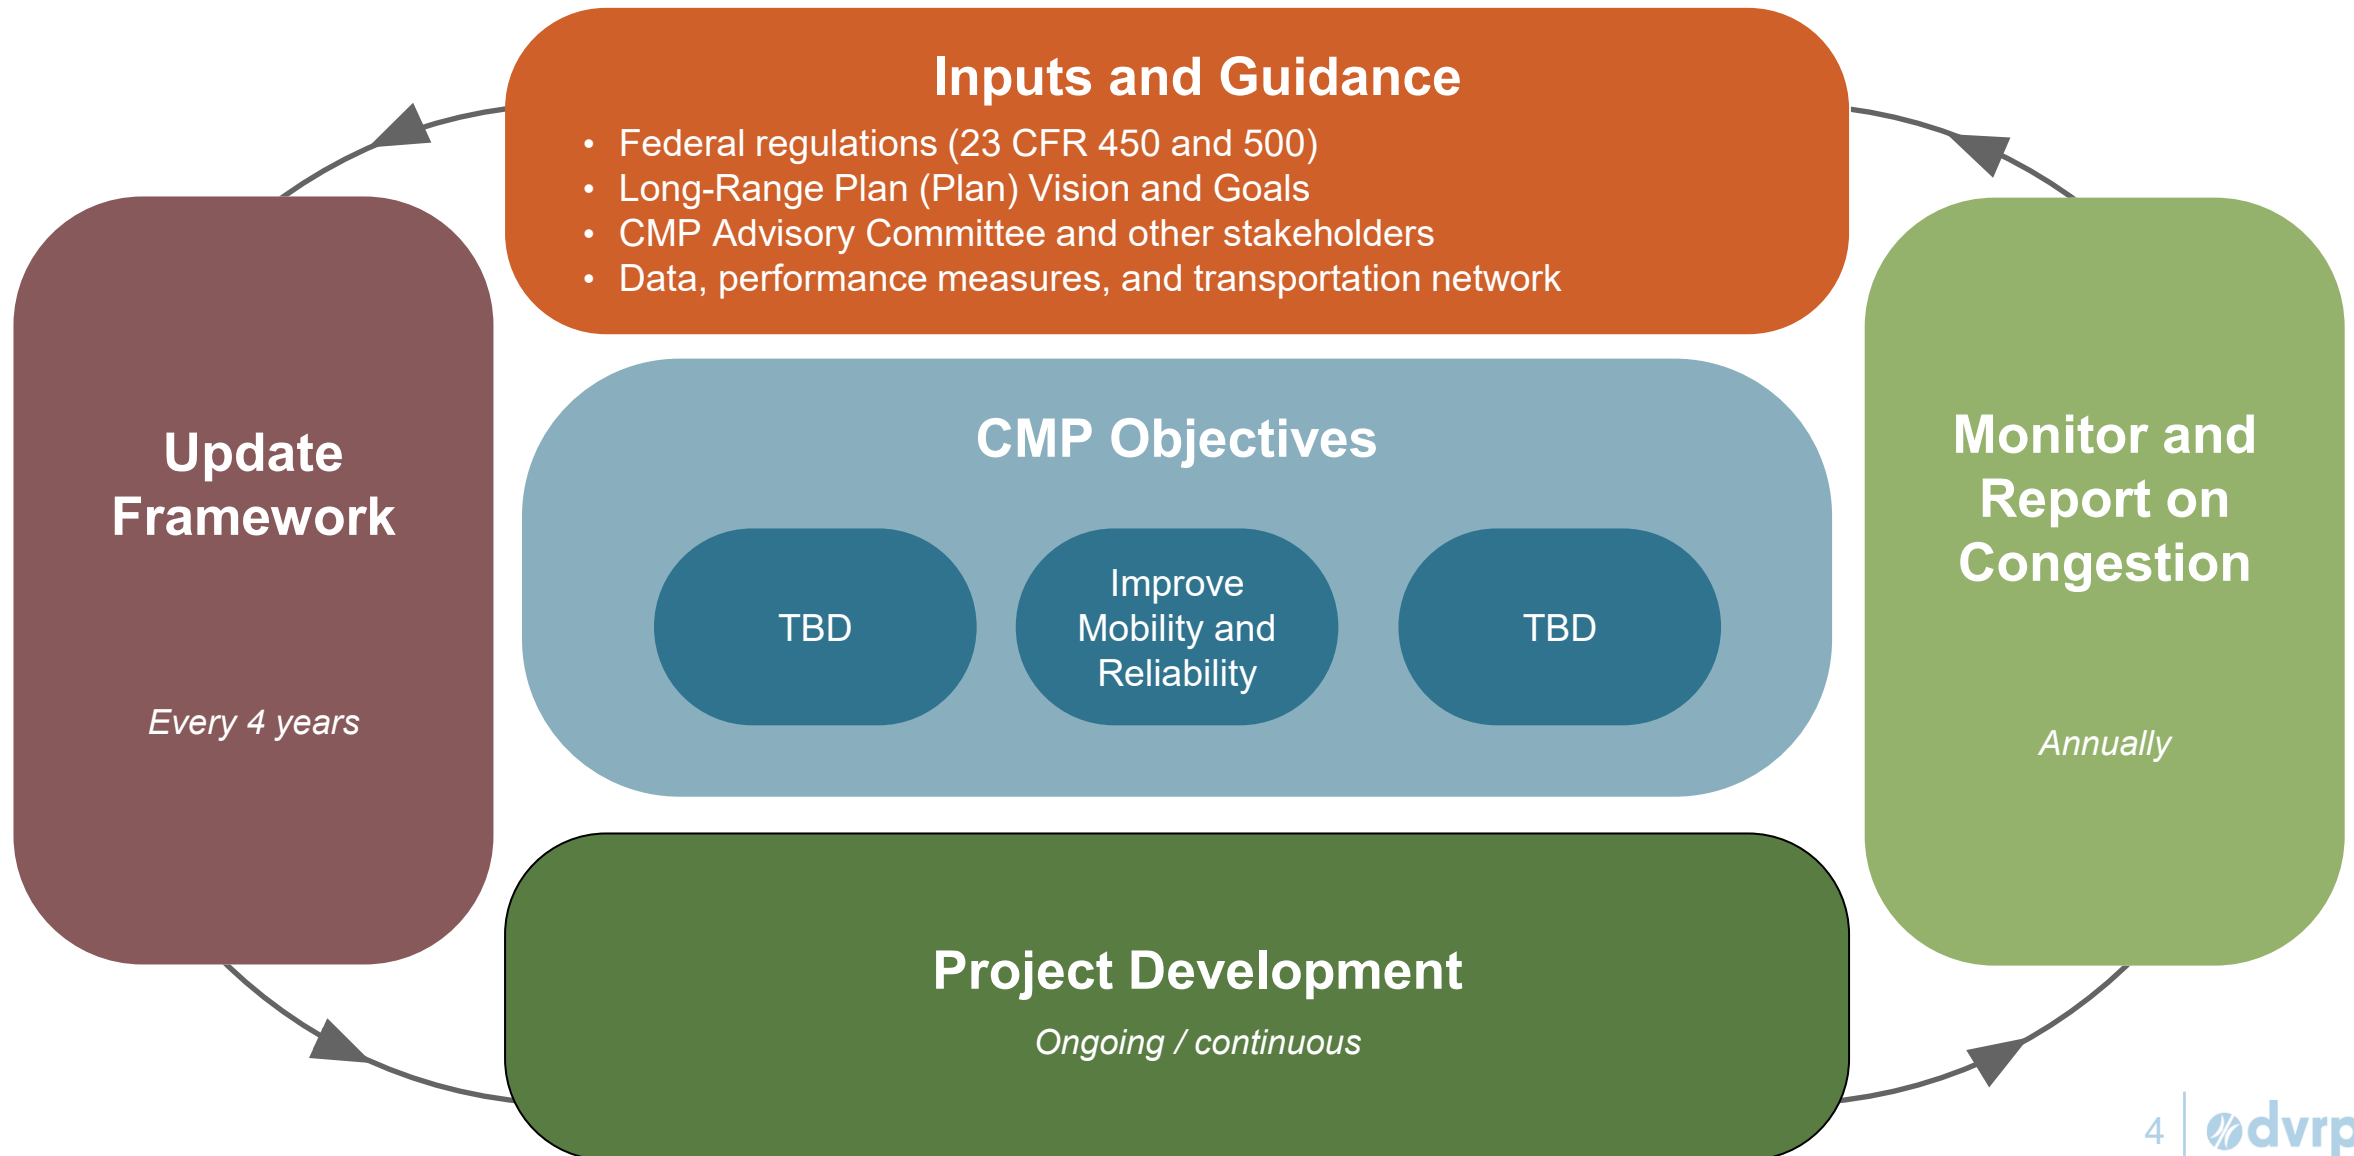 Inputs and Guidance
• Federal regulations (23 CFR 450 and 500)
• Long-Range Plan (Plan) Vision and Goals
• CMP Advisory Committee and other stakeholders
• Data, performance measures, and transportation network
Update
Framework
Every 4 years
CMP Objectives
TBD
Improve
Mobility and
Reliability
TBD
Monitor and
Report on
Congestion
Annually
Project Development
Ongoing / continuous
4
dvrp